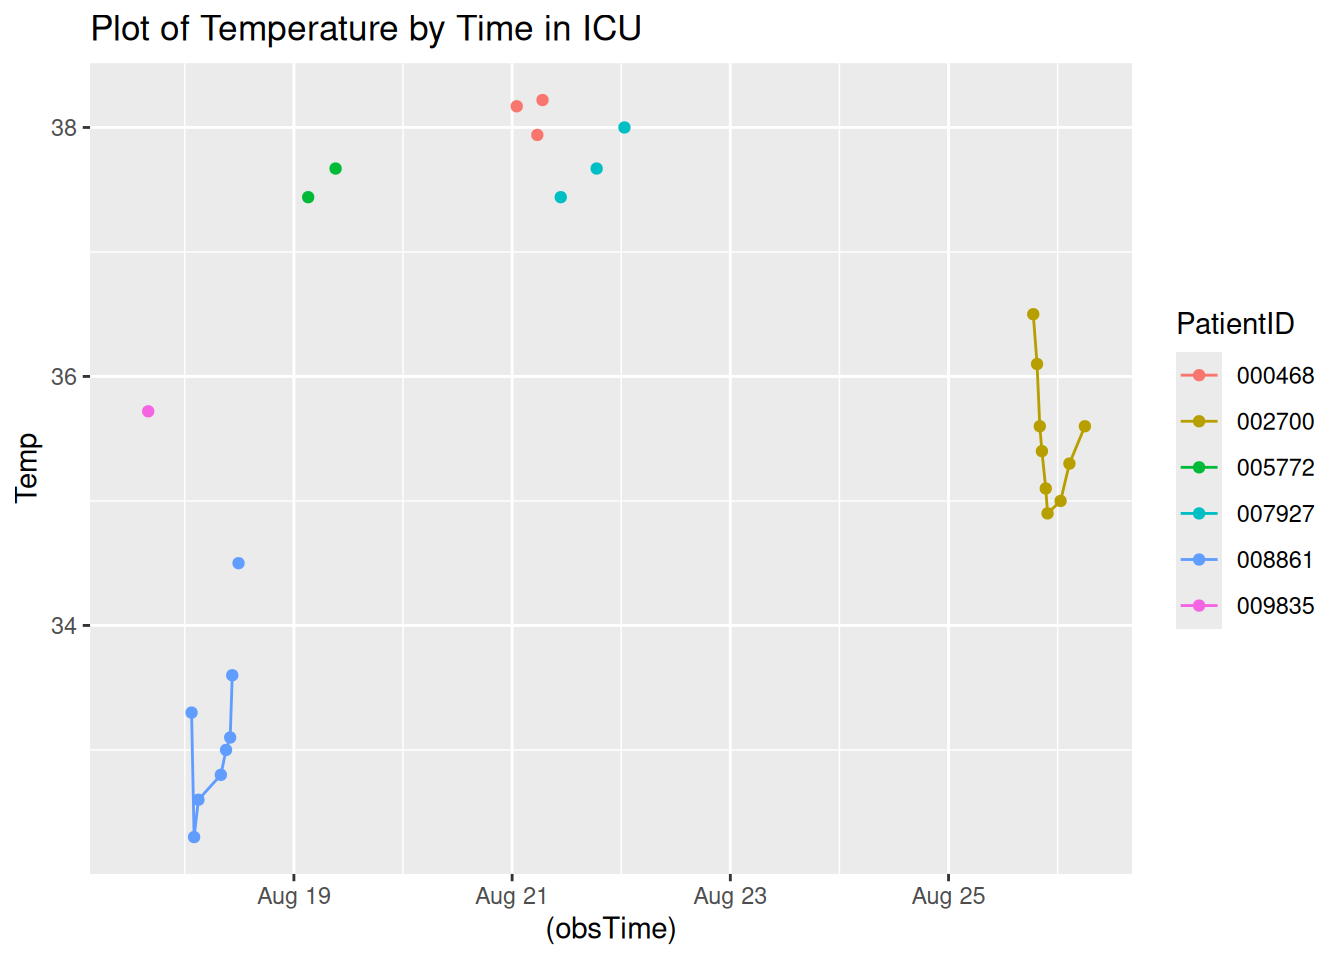 Plot of Temperature by Time in ICU
38
36
34
Temp
Aug 19
Aug 21
Aug 23
Aug 25
(obsTime)
PatientID
000468
002700
005772
007927
008861
009835